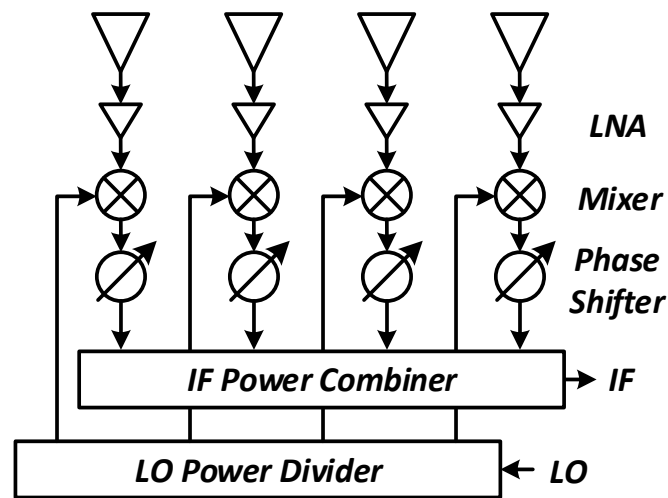 LNA
Mixer
Phase
Shifter
IF Power Combiner
IF
LO Power Divider
LO